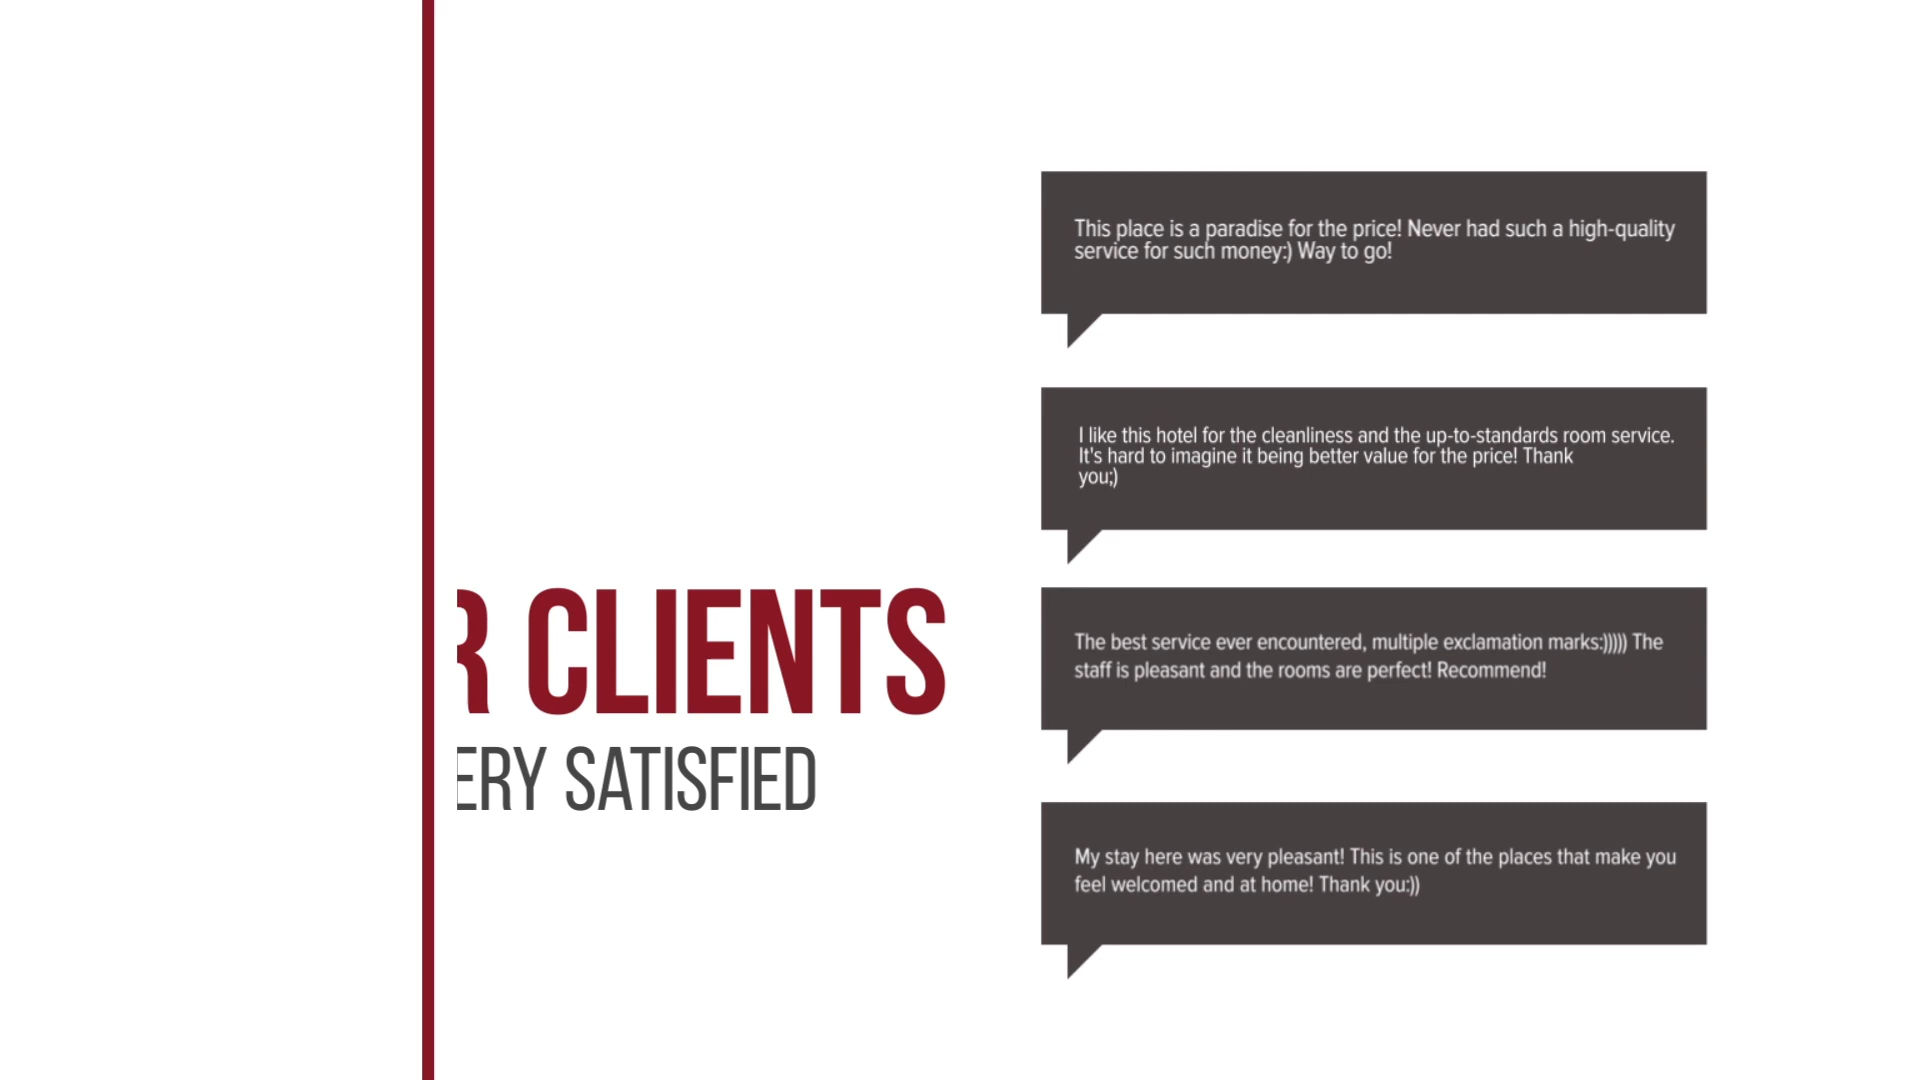 R CLIENTS
ERY SATISFIED
This place is a paradise for the price! Never had such a high-quality
service for such money:) Way to go!
I like this hotel for the cleanliness and the up-to-standards room service.
It's hard to imagine it being better value for the price! Thank
you;)
The best service ever encountered, multiple exclamation marks:))))) The
staff is pleasant and the rooms are perfect! Recommend!
My stay here was very pleasant! This is one of the places that make you
feel welcomed and at home! Thank you:))